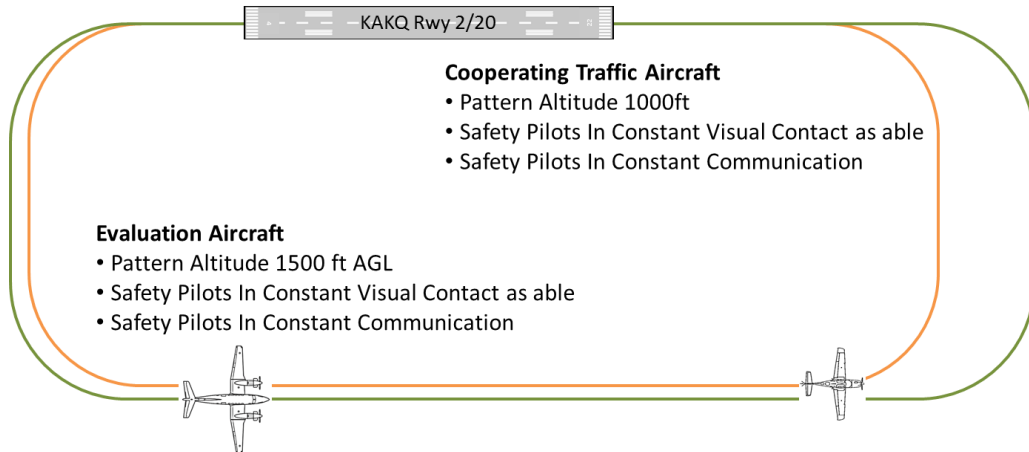 KAKQ Rwy 2/20
Cooperating Traffic Aircraft
• Pattern Altitude 1000ft
• Safety Pilots In Constant Visual Contact as able
• Safety Pilots In Constant Communication
Evaluation Aircraft
• Pattern Altitude 1500 ft AGL
• Safety Pilots In Constant Visual Contact as able
• Safety Pilots In Constant Communication